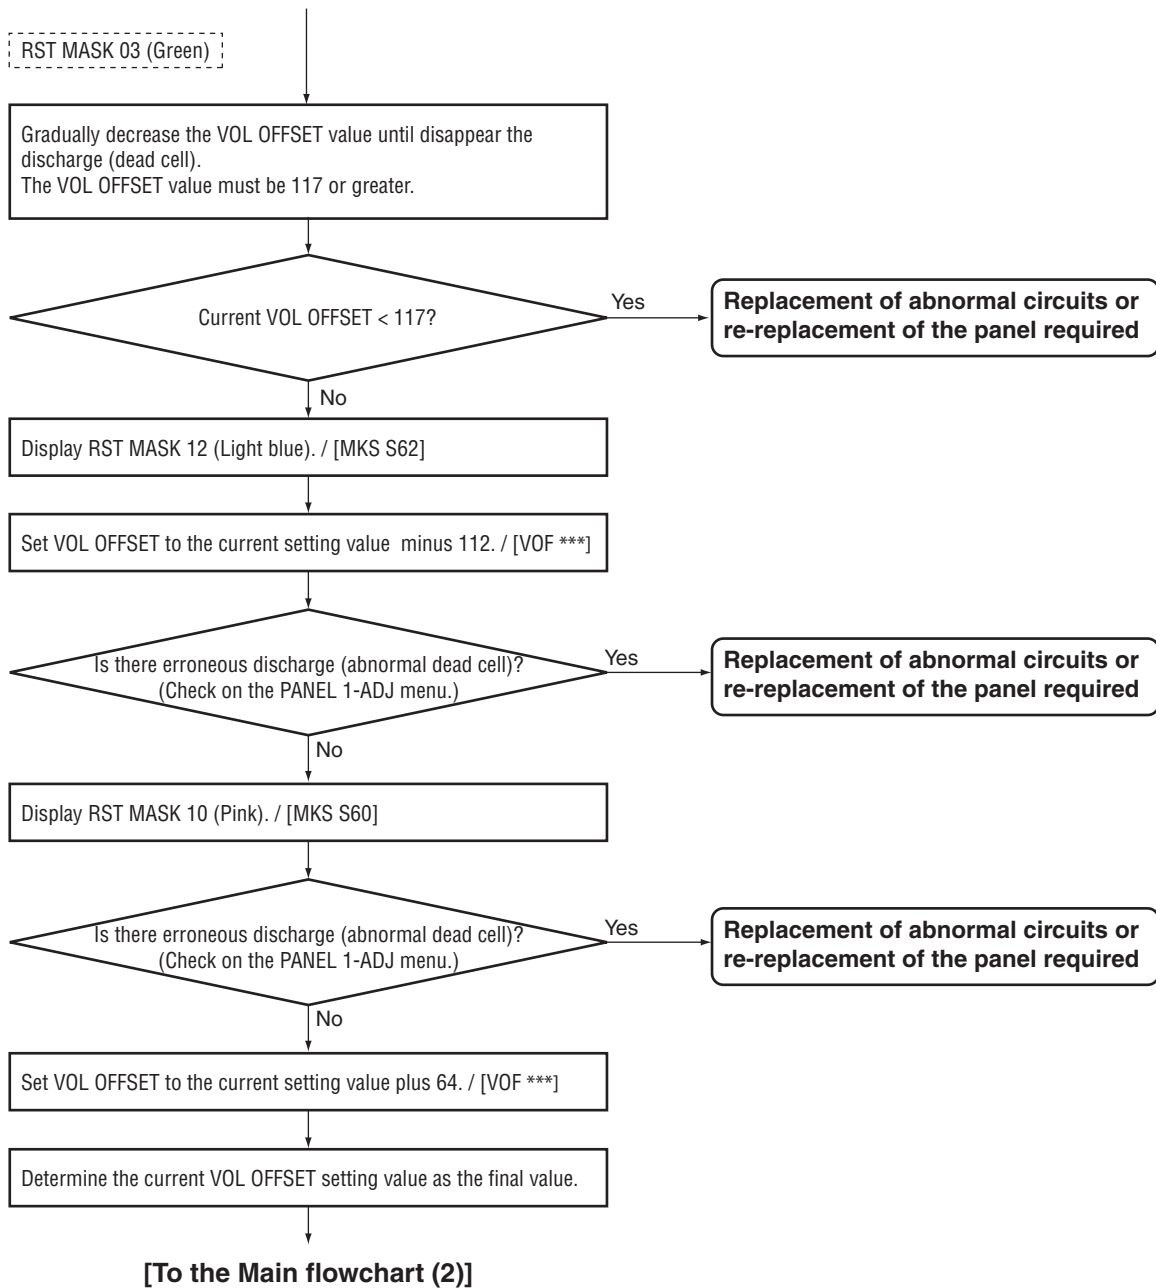 RST MASK 03 (Green)
Gradually decrease the VOL OFFSET value until disappear the
discharge (dead cell).
The VOL OFFSET value must be 117 or greater.
Current VOL OFFSET < 117?
Yes
Replacement of abnormal circuits or
re-replacement of the panel required
No
Display RST MASK 12 (Light blue). / [MKS S62]
Set VOL OFFSET to the current setting value minus 112. / [VOF ***]
Is there erroneous discharge (abnormal dead cell)?
(Check on the PANEL 1-ADJ menu.)
Yes
Replacement of abnormal circuits or
re-replacement of the panel required
No
Display RST MASK 10 (Pink). / [MKS S60]
Is there erroneous discharge (abnormal dead cell)?
(Check on the PANEL 1-ADJ menu.)
Yes
Replacement of abnormal circuits or
re-replacement of the panel required
No
Set VOL OFFSET to the current setting value plus 64. / [VOF ***]
Determine the current VOL OFFSET setting value as the final value.
[To the Main flowchart (2)]